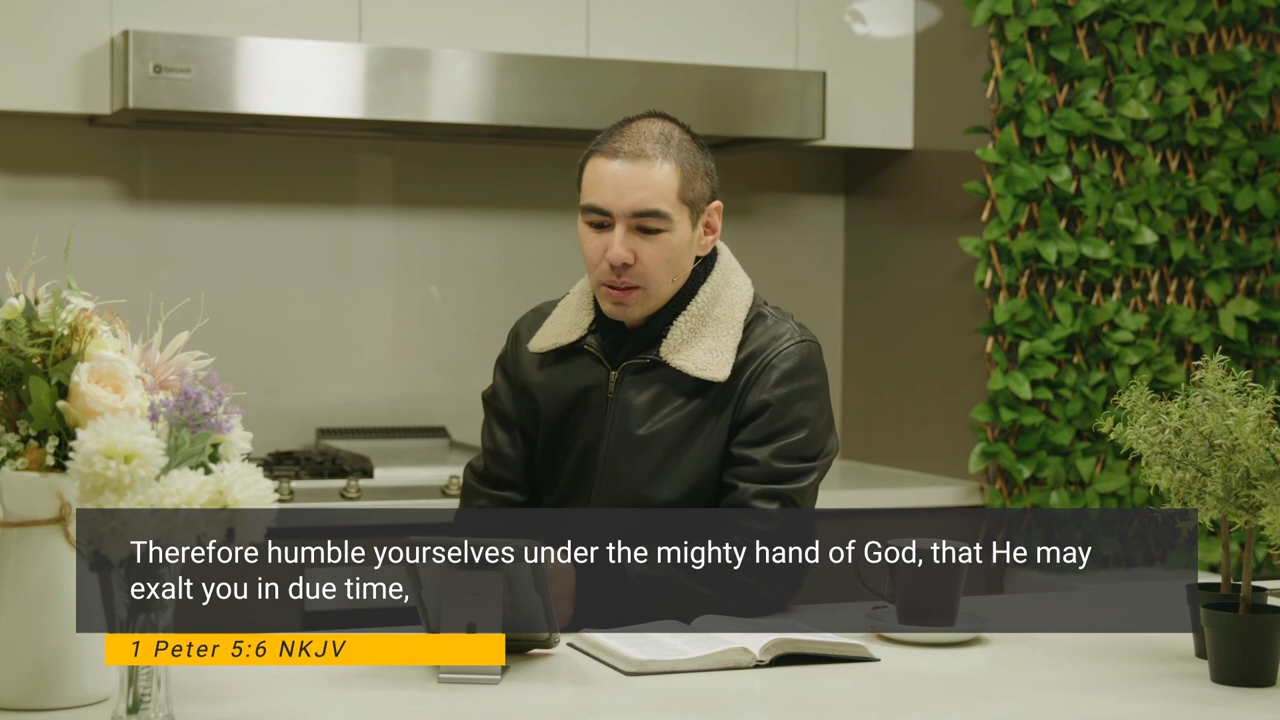 Therefore humble yourselves under the mighty hand of God, that He may
exalt you in due time,
1 Peter 5:6 NKJV